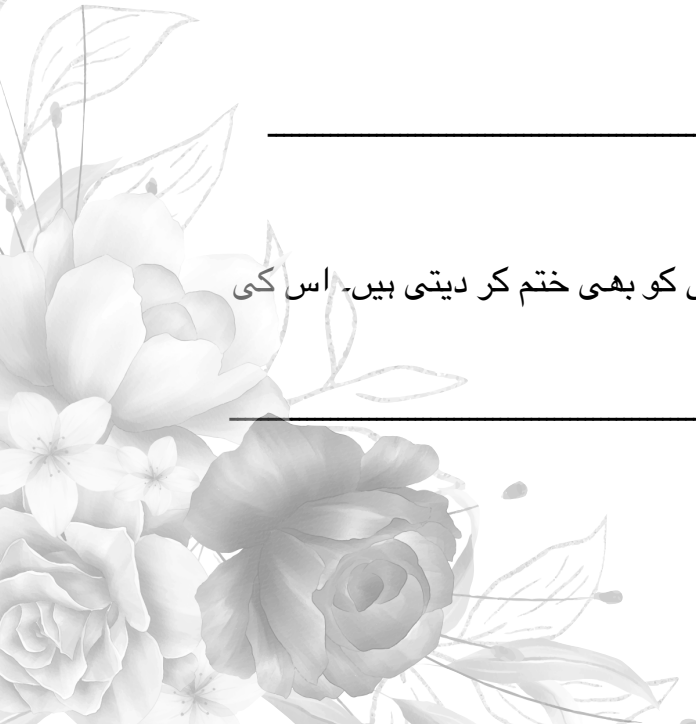 کو بھی ختم کر دیتی ہیں۔ اس کی